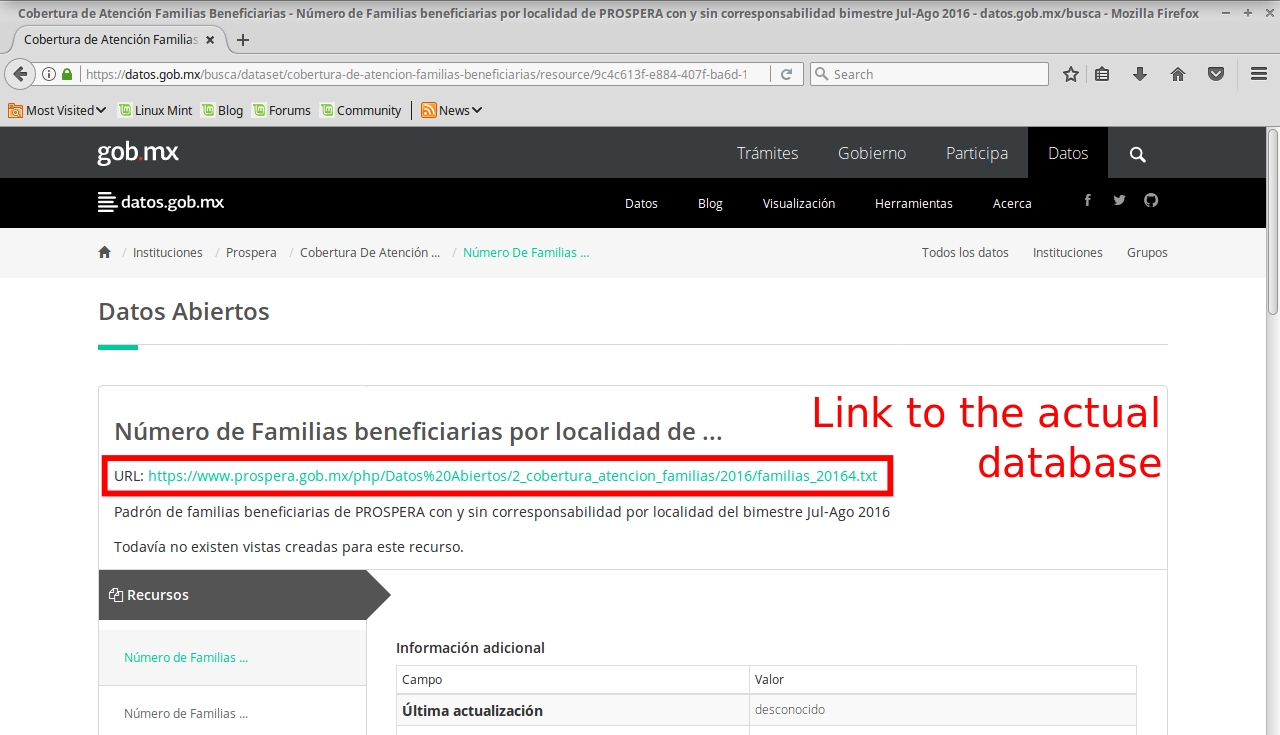 Cobertura de Atención Familias Beneficiarias - Número de Familias beneficiarias por localidad de PROSPERA con y sin corresponsabilidad bimestre Jul-Ago 2016 - datos.gob.mx/busca - Mozilla Firefox
Cobertura de Atención Familias
https://datos.gob.mx/busca/dataset/cobertura-de-atencion-familias-beneficiarias/resource/9c4c613f-e884-407f-ba6d-1 Search
Most Visited Linux Mint Blog Forums Community News
gob.mx Trámites Gobierno Participa Datos
datos.gob.mx Datos Blog Visualización Herramientas Acerca
/ Instituciones / Prospera / Cobertura De Atención ... / Número De Familias ... Todos los datos Instituciones Grupos
Datos Abiertos
Link to the actual
database
Número de Familias beneficiarias por localidad de ...
URL: https://www.prospera.gob.mx/php/Datos%20Abiertos/2_cobertura_atencion_familias/2016/familias_20164.txt
Padrón de familias beneficiarias de PROSPERA con y sin corresponsabilidad por localidad del bimestre Jul-Ago 2016
Todavía no existen vistas creadas para este recurso.
Recursos
Número de Familias ...
Número de Familias ...
Información adicional
Campo Valor
Última actualización desconocido